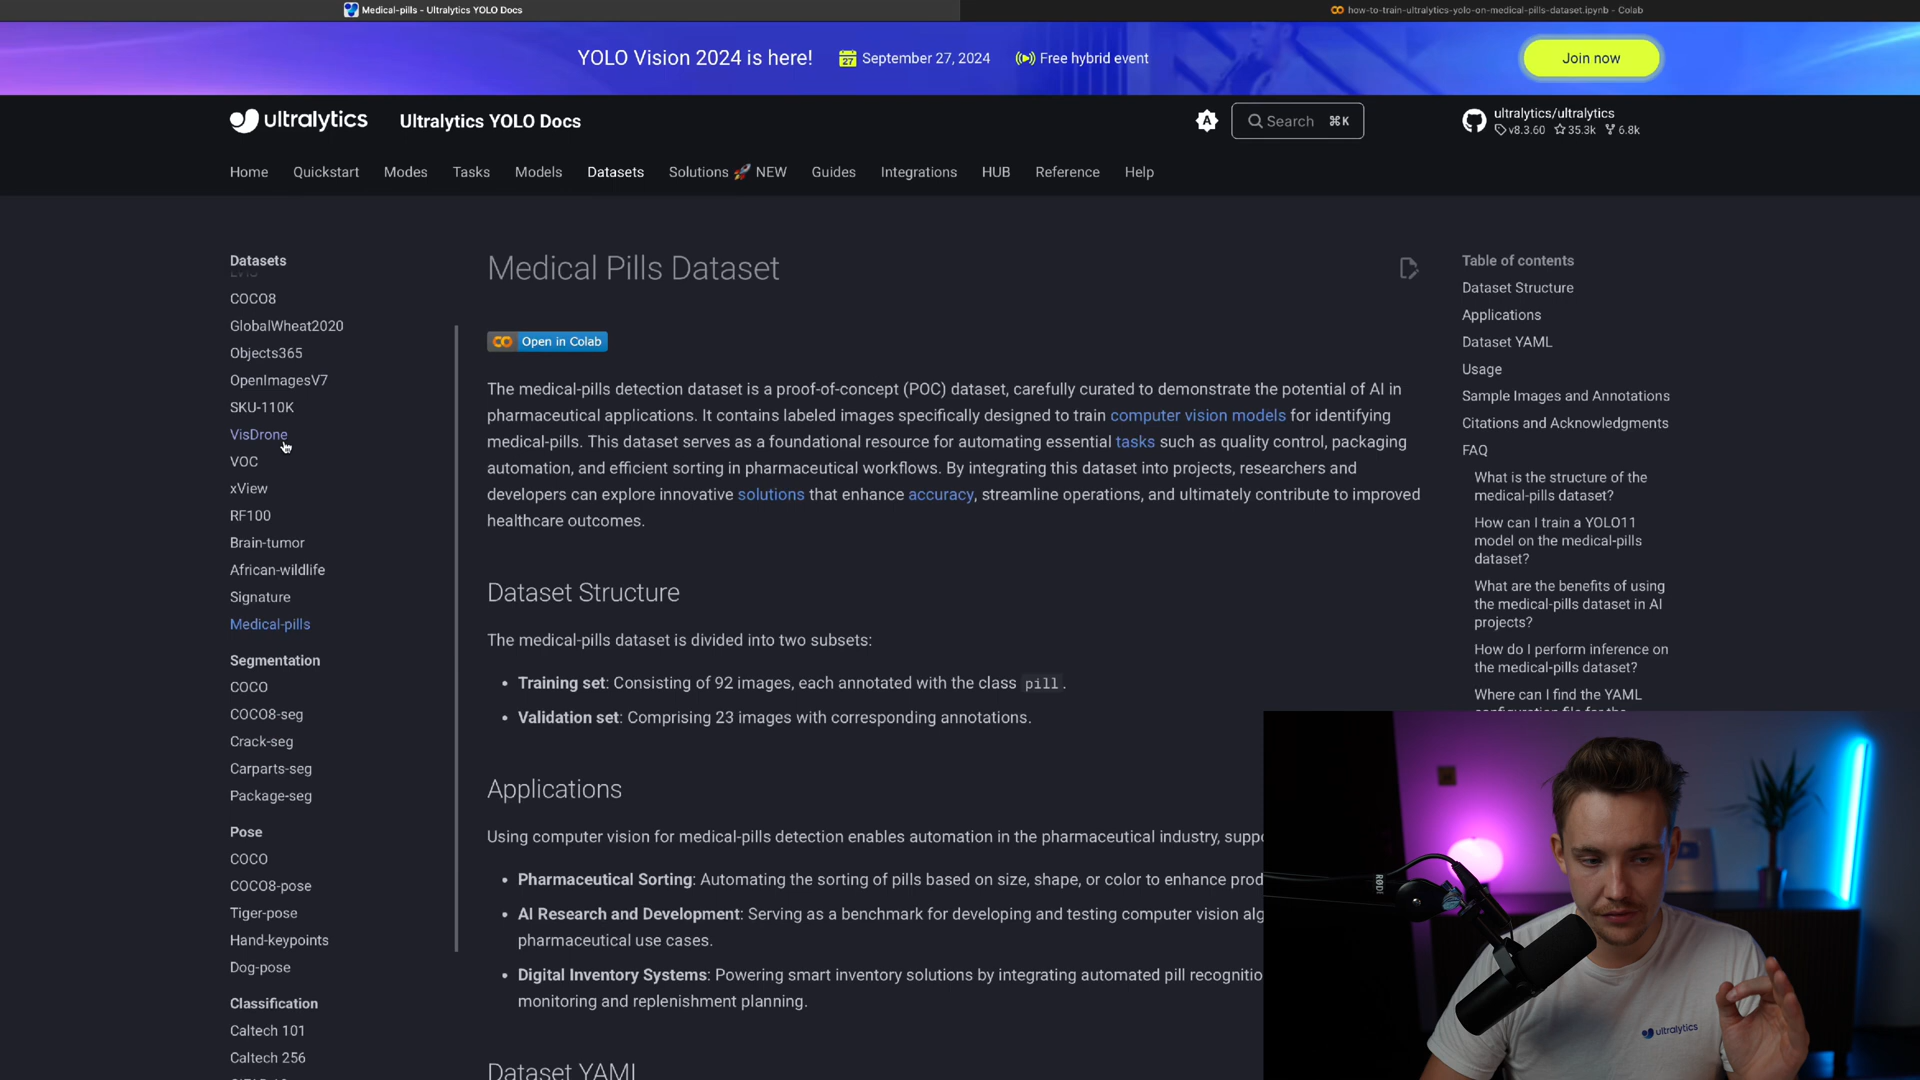 Medical-pills - Ultralytics YOLO Docs
how-to-train-ultralytics-yolo-on-medical-pills-dataset.ipynb - Colab
YOLO Vision 2024 is here!
27
September 27, 2024
Free hybrid event
Join now
ultralytics
Ultralytics YOLO Docs
Search ⌘K
ultralytics/ultralytics
v8.3.60 35.3k 6.8k
Home Quickstart Modes Tasks Models Datasets Solutions 🚀 NEW Guides Integrations HUB Reference Help
Datasets
COCO8
GlobalWheat2020
Objects365
OpenImagesV7
SKU-110K
VisDrone
VOC
xView
RF100
Brain-tumor
African-wildlife
Signature
Medical-pills
Segmentation
COCO
COCO8-seg
Crack-seg
Carparts-seg
Package-seg
Pose
COCO
COCO8-pose
Tiger-pose
Hand-keypoints
Dog-pose
Classification
Caltech 101
Caltech 256
Medical Pills Dataset
Open in Colab
The medical-pills detection dataset is a proof-of-concept (POC) dataset, carefully curated to demonstrate the potential of AI in
pharmaceutical applications. It contains labeled images specifically designed to train computer vision models for identifying
medical-pills. This dataset serves as a foundational resource for automating essential tasks such as quality control, packaging
automation, and efficient sorting in pharmaceutical workflows. By integrating this dataset into projects, researchers and
developers can explore innovative solutions that enhance accuracy, streamline operations, and ultimately contribute to improved
healthcare outcomes.
Dataset Structure
The medical-pills dataset is divided into two subsets:
• Training set: Consisting of 92 images, each annotated with the class pill.
• Validation set: Comprising 23 images with corresponding annotations.
Applications
Using computer vision for medical-pills detection enables automation in the pharmaceutical industry, supp
• Pharmaceutical Sorting: Automating the sorting of pills based on size, shape, or color to enhance prod
• AI Research and Development: Serving as a benchmark for developing and testing computer vision alg
pharmaceutical use cases.
• Digital Inventory Systems: Powering smart inventory solutions by integrating automated pill recognitio
monitoring and replenishment planning.
Dataset YAML
Table of contents
Dataset Structure
Applications
Dataset YAML
Usage
Sample Images and Annotations
Citations and Acknowledgments
FAQ
What is the structure of the
medical-pills dataset?
How can I train a YOLO11
model on the medical-pills
dataset?
What are the benefits of using
the medical-pills dataset in AI
projects?
How do I perform inference on
the medical-pills dataset?
Where can I find the YAML
configuration file for the
RØDE
ultralytics